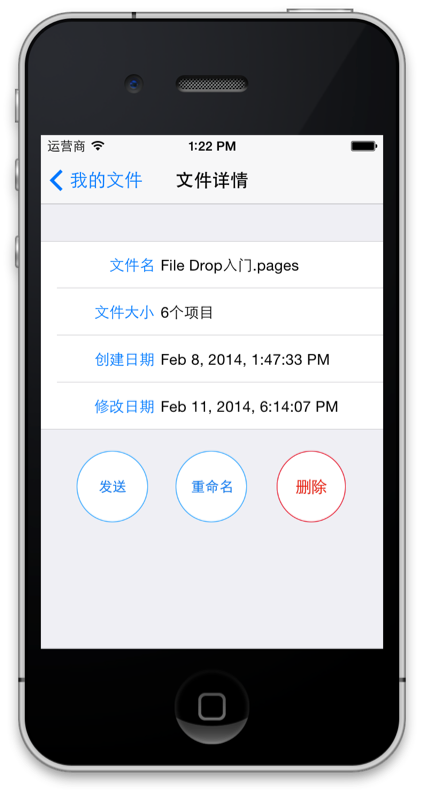 运营商 1:22 PM
我的文件 文件详情
文件名 File Drop入门.pages
文件大小 6个项目
创建日期 Feb 8, 2014, 1:47:33 PM
修改日期 Feb 11, 2014, 6:14:07 PM
发送 重命名 删除